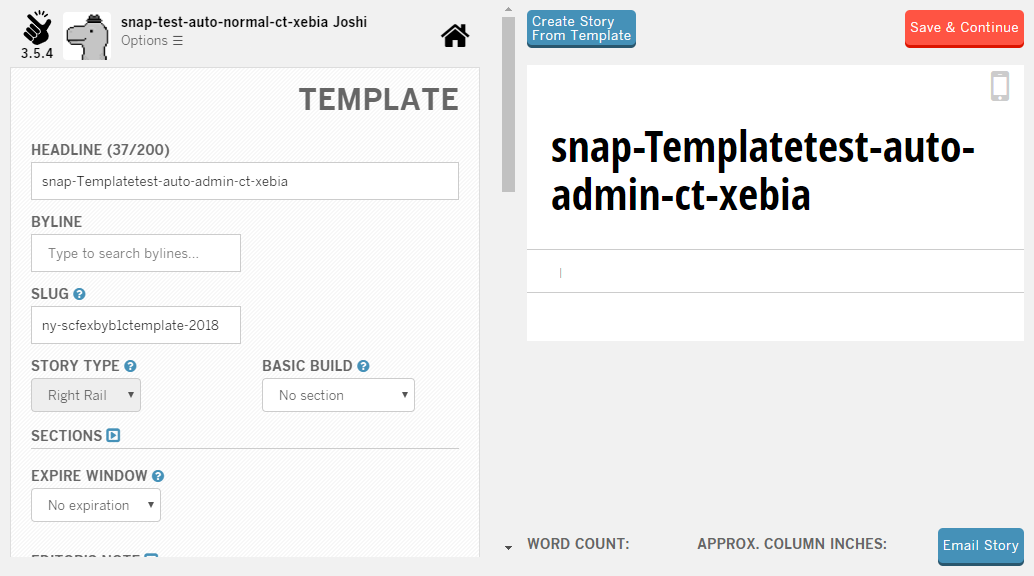 snap-test-auto-normal-ct-xebia Joshi
Options ☰
3.5.4
TEMPLATE
HEADLINE (37/200)
snap-Templatetest-auto-admin-ct-xebia
BYLINE
Type to search bylines...
SLUG ?
ny-scfexbyb1ctemplate-2018
STORY TYPE ?
BASIC BUILD ?
Right Rail
No section
SECTIONS
EXPIRE WINDOW ?
No expiration
EDITOR'S NOTE
Create Story
From Template
Save & Continue
snap-Templatetest-auto-
admin-ct-xebia
|
WORD COUNT:
APPROX. COLUMN INCHES:
Email Story